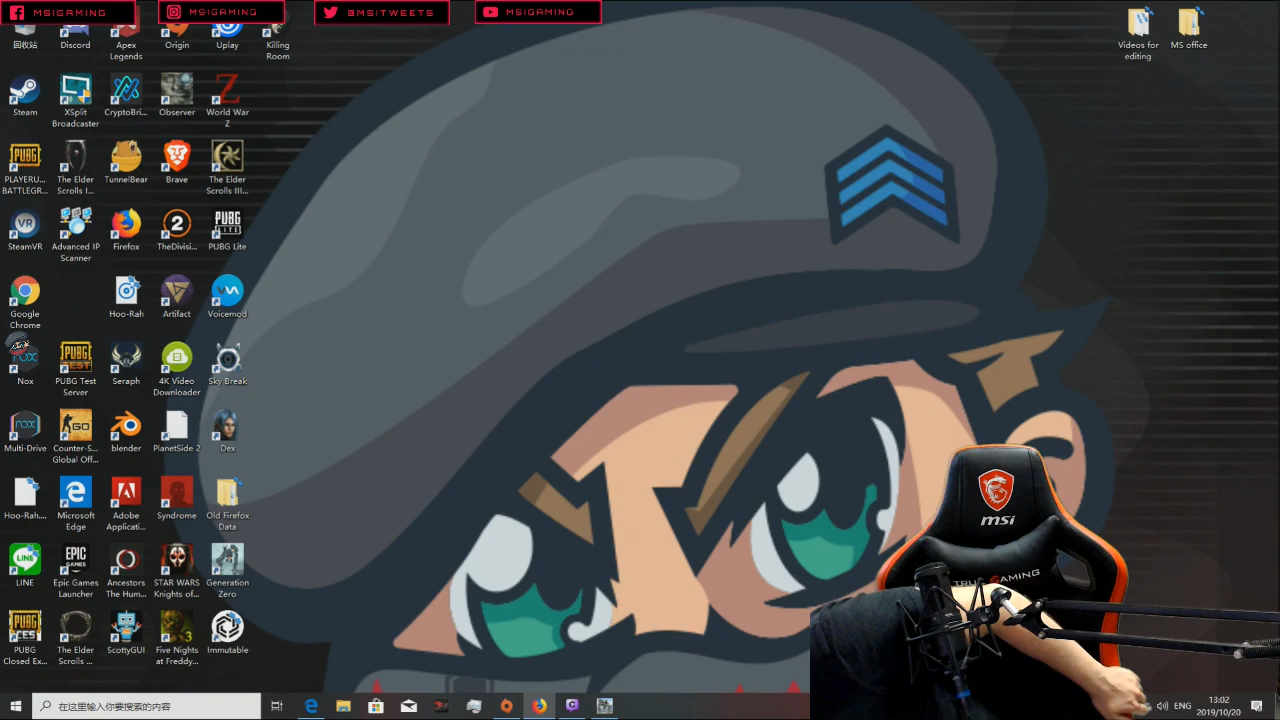 MSIGAMING
MSIGAMING
@MSITWEETS
MSIGAMING
回收站
Discord
Apex
Legends
Origin
Uplay
Killing
Room
Videos for
editing
MS office
Steam
XSplit
Broadcaster
CryptoBri...
Observer
World War
Z
PLAYERU...
BATTLEGR...
The Elder
Scrolls I...
TunnelBear
Brave
The Elder
Scrolls III...
SteamVR
Advanced IP
Scanner
Firefox
TheDivisi...
PUBG Lite
Google
Chrome
Hoo-Rah
Artifact
Voicemod
Nox
PUBG Test
Server
Seraph
4K Video
Downloader
Sky Break
Multi-Drive
Counter-S...
Global Off...
blender
PlanetSide 2
Dex
Hoo-Rah...
Microsoft
Edge
Adobe
Applicati...
Syndrome
Old Firefox
Data
LINE
Epic Games
Launcher
Ancestors
The Hum...
STAR WARS
Knights of...
Generation
Zero
PUBG
Closed Ex...
The Elder
Scrolls ...
ScottyGUI
Five Nights
at Freddy...
Immutable
msi
在这里输入你要搜索的内容
ENG
13:02
2019/10/20